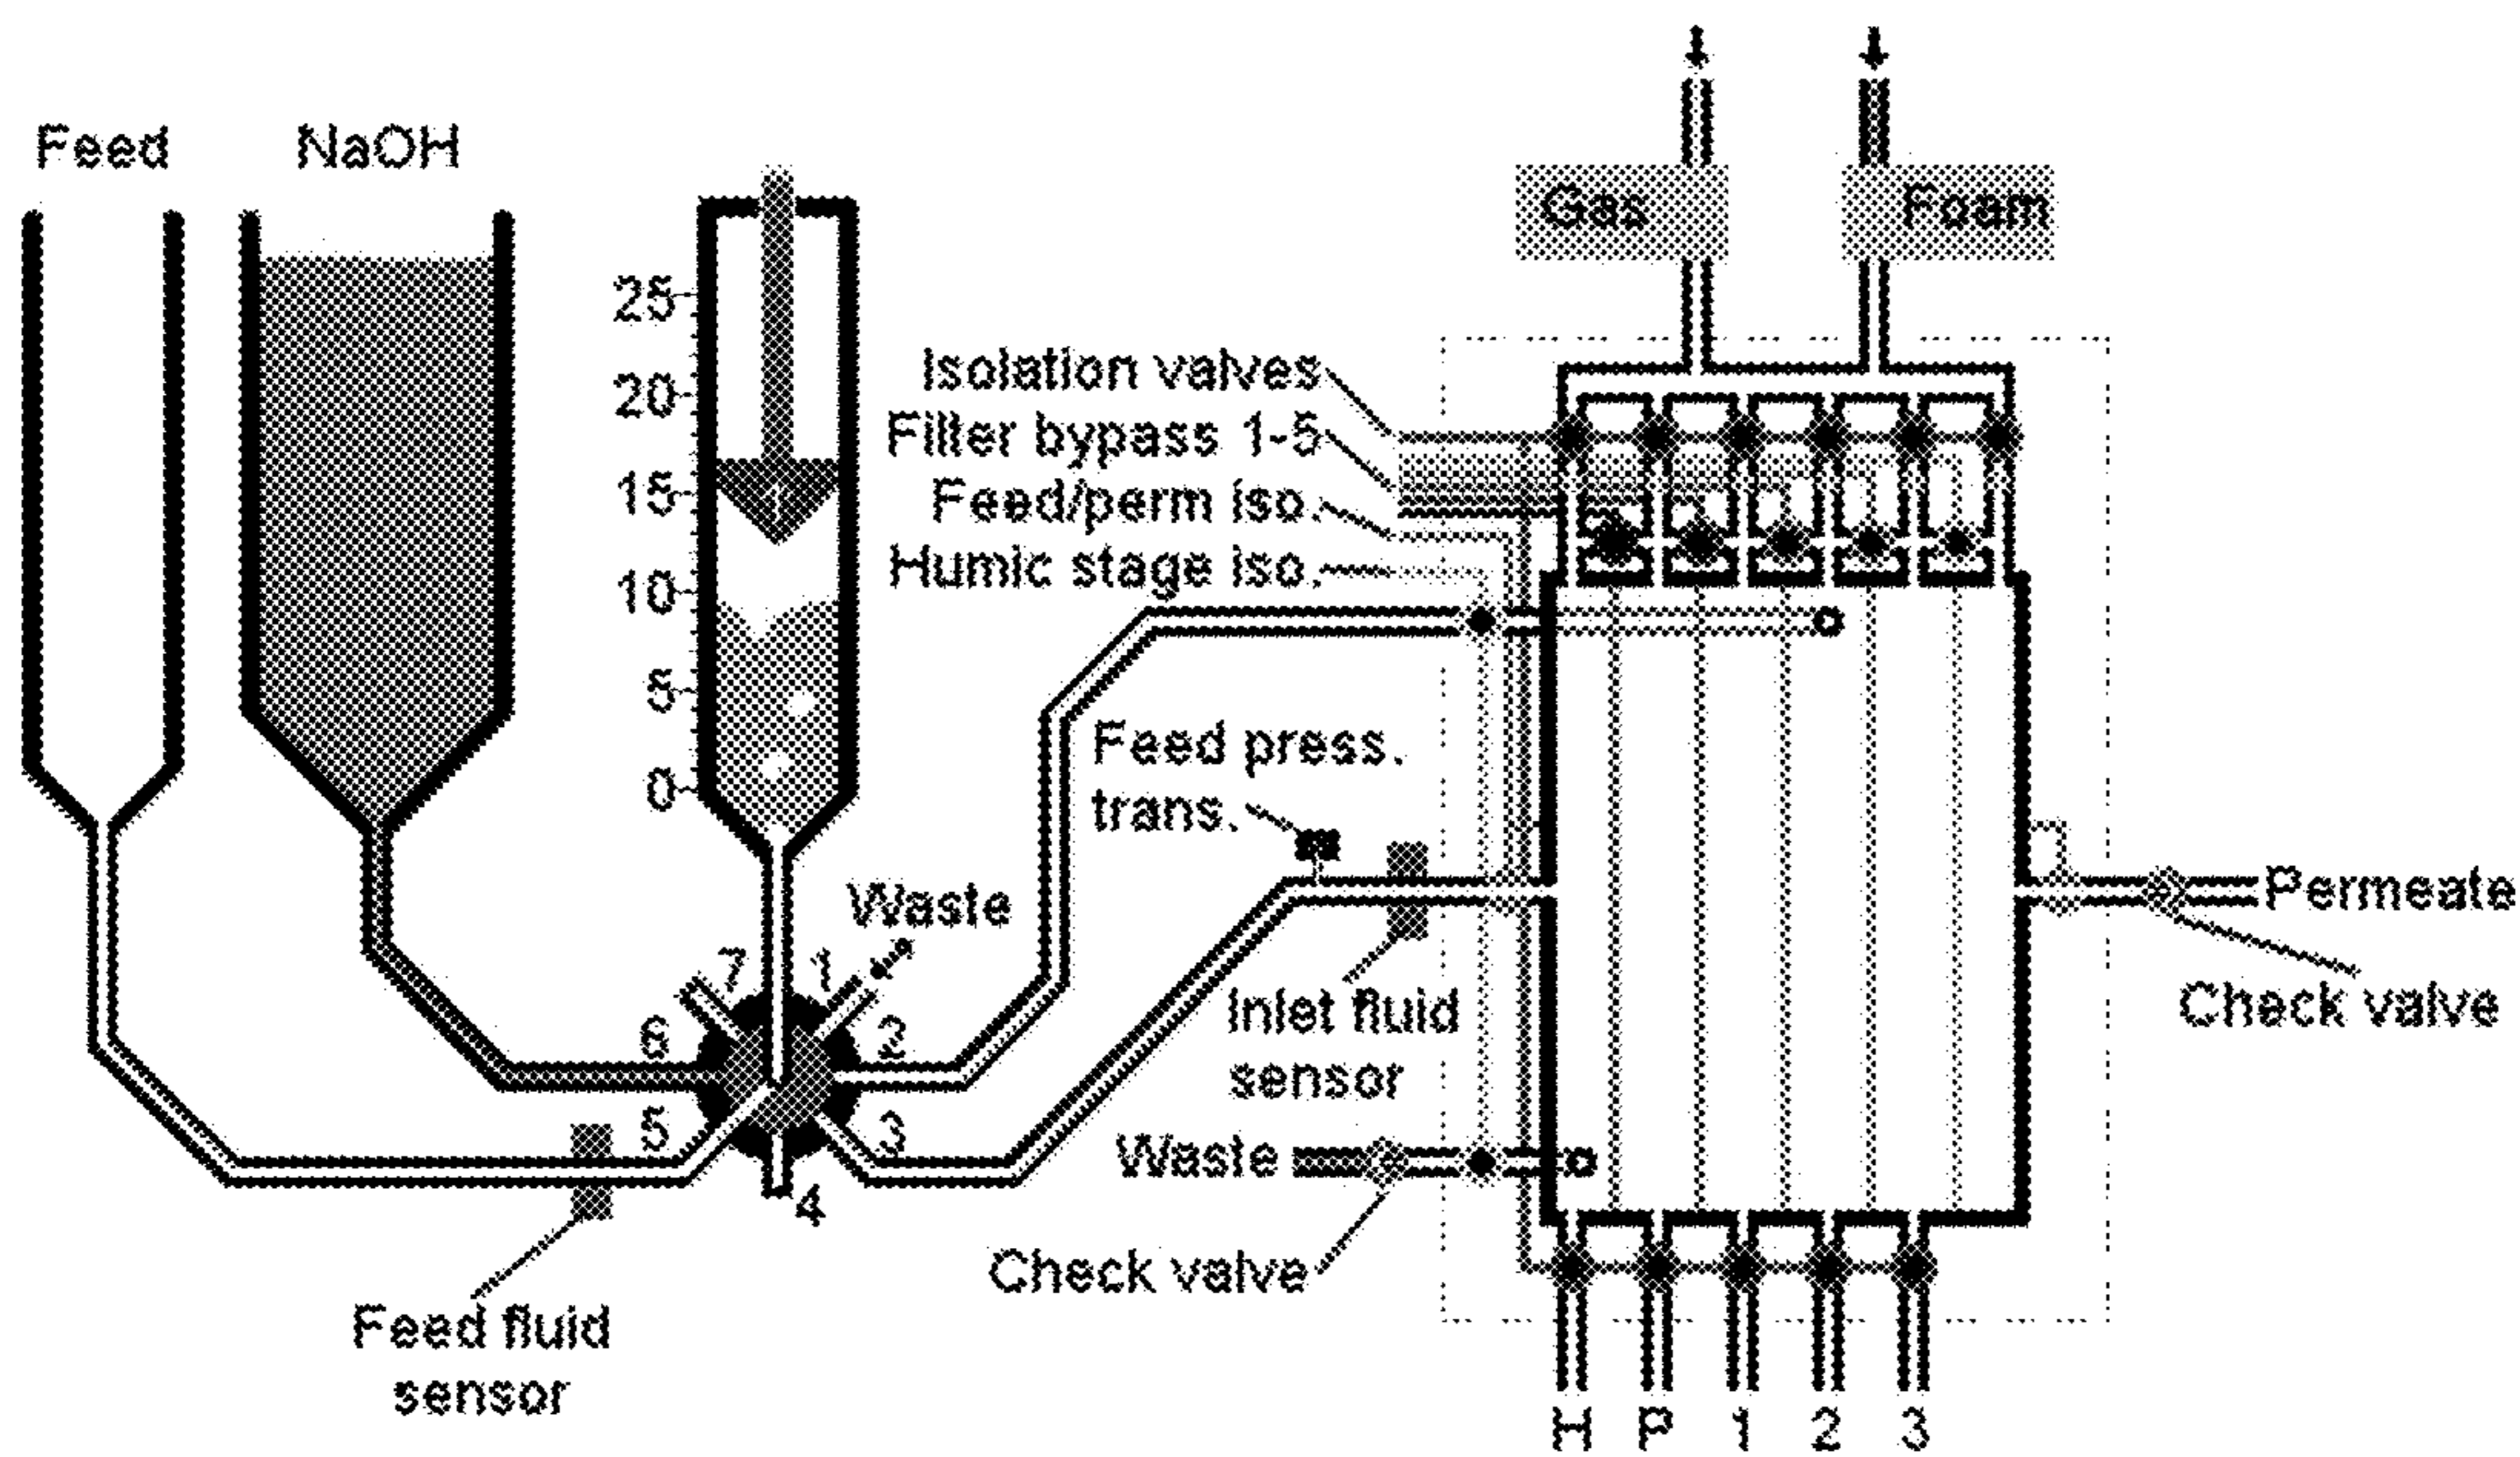 Feed
NaOH
Gas
Foam
25
20
15
10
5
0
Isolation valves
Filter bypass 1-5
Feed/perm iso.
Humic stage iso.
Feed press.
trans.
Waste
7
1
6
2
5
3
4
Inlet fluid
sensor
Permeate
Check valve
Waste
Check valve
Feed fluid
sensor
H P 1 2 3